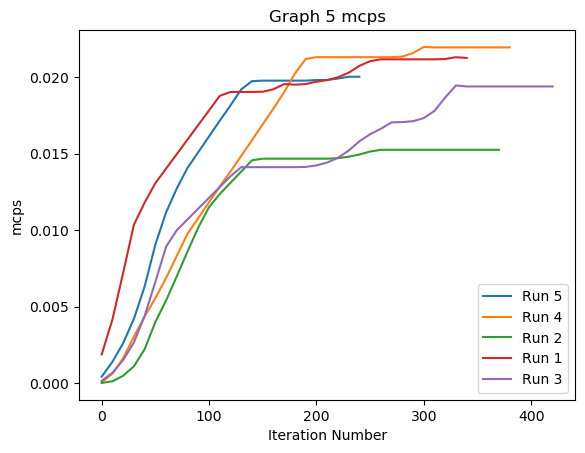 Graph 5 mcps
mcps
0.020
0.015
0.010
0.005
0.000
0 100 200 300 400
Iteration Number
Run 5
Run 4
Run 2
Run 1
Run 3